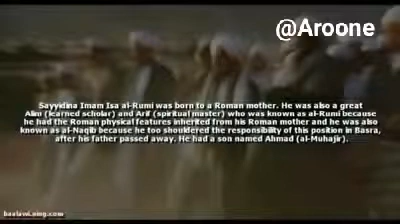 @Aroone
Sayyidina Imam Isa al-Rumi was born to a Roman mother. He was also a great
Alim (learned scholar) and Arif (spiritual master) who was known as al-Rumi because
he had the Roman physical features inherited from his Roman mother and he was also
known as al-Naqib because he too shouldered the responsibility of this position in Basra,
after his father passed away. He had a son named Ahmad (al-Muhajir).